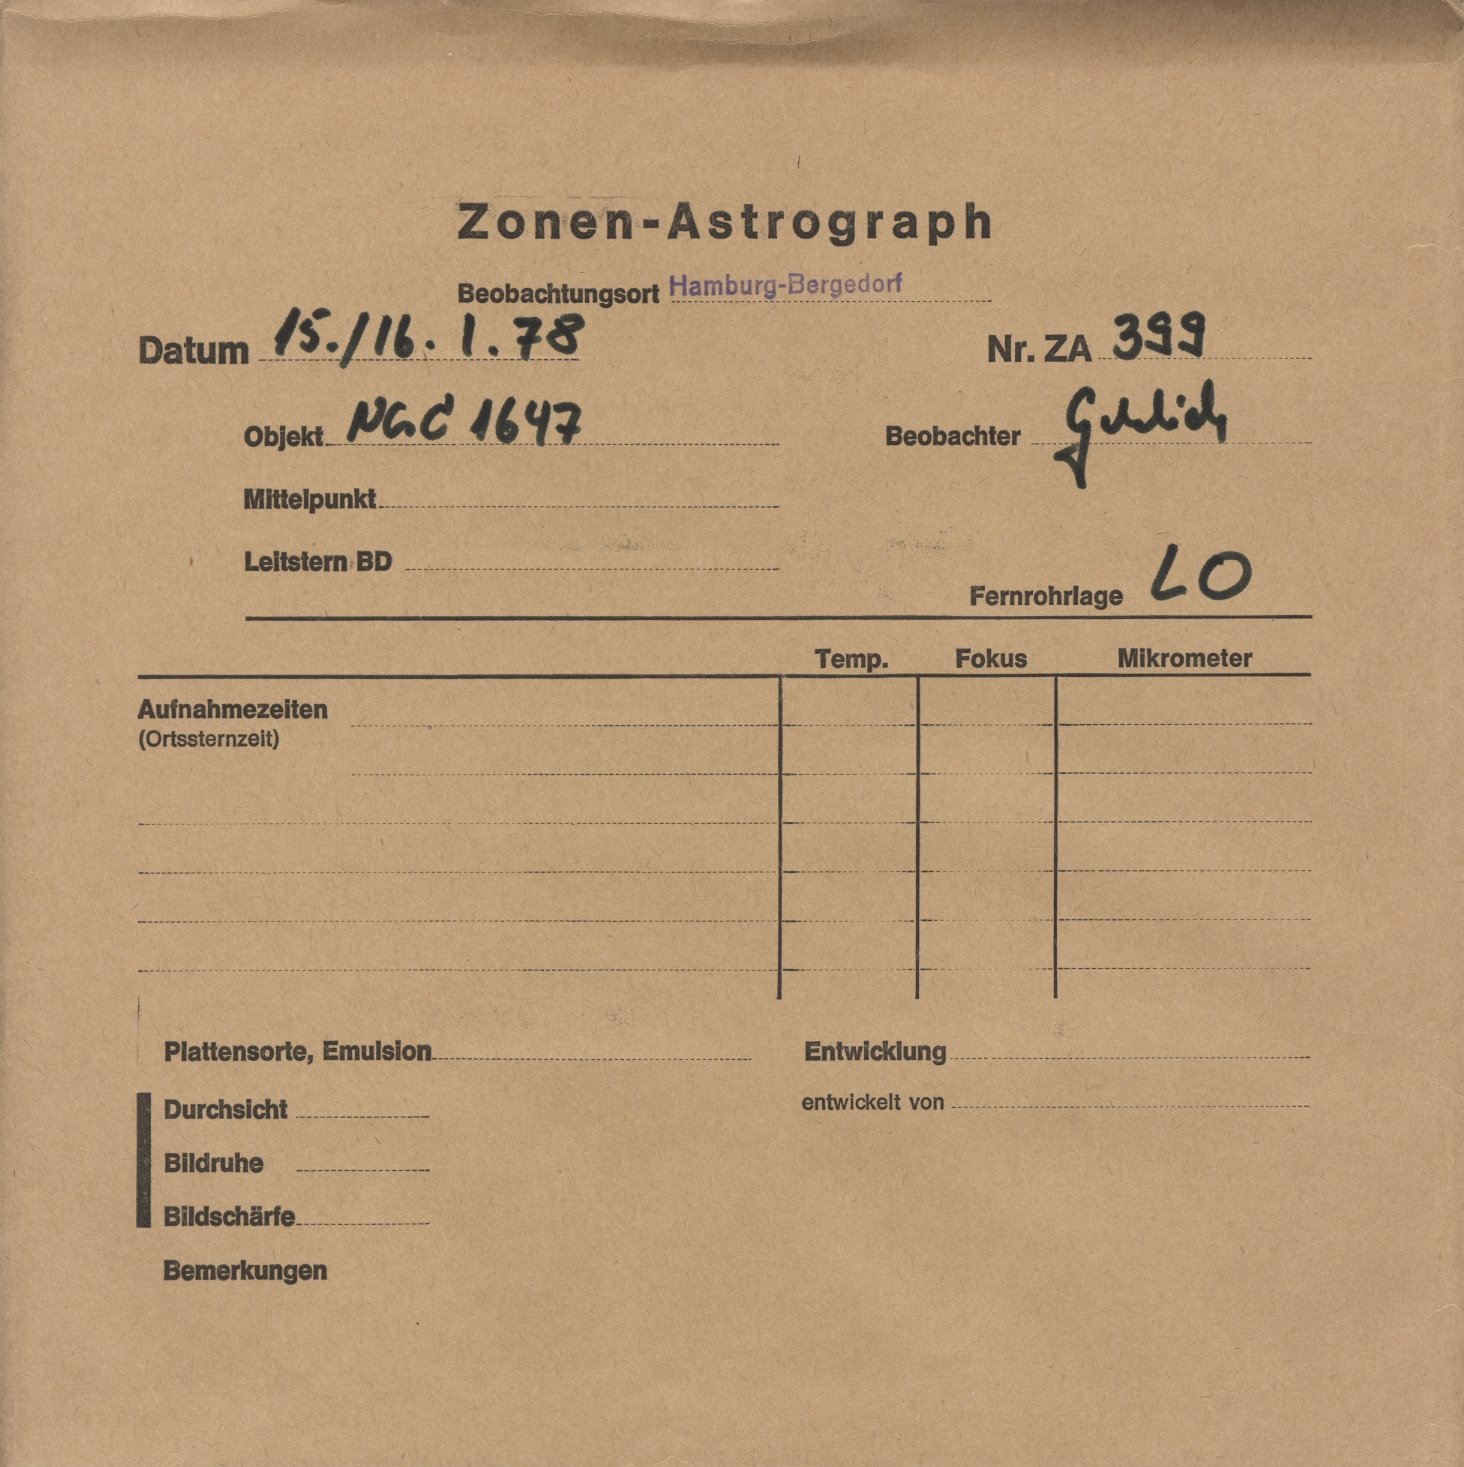 Zonen-Astrograph
Beobachtungsort Hamburg-Bergedorf
Datum 15./16. 1. 78 Nr. ZA 399
Objekt NGC 1647 Beobachter
Mittelpunkt
Leitstern BD
Fernrohrlage LO
Temp. Fokus Mikrometer
Aufnahmezeiten
(Ortssternzeit)
Plattensorte, Emulsion Entwicklung
Durchsicht entwickelt von
Bildruhe
Bildschärfe
Bemerkungen